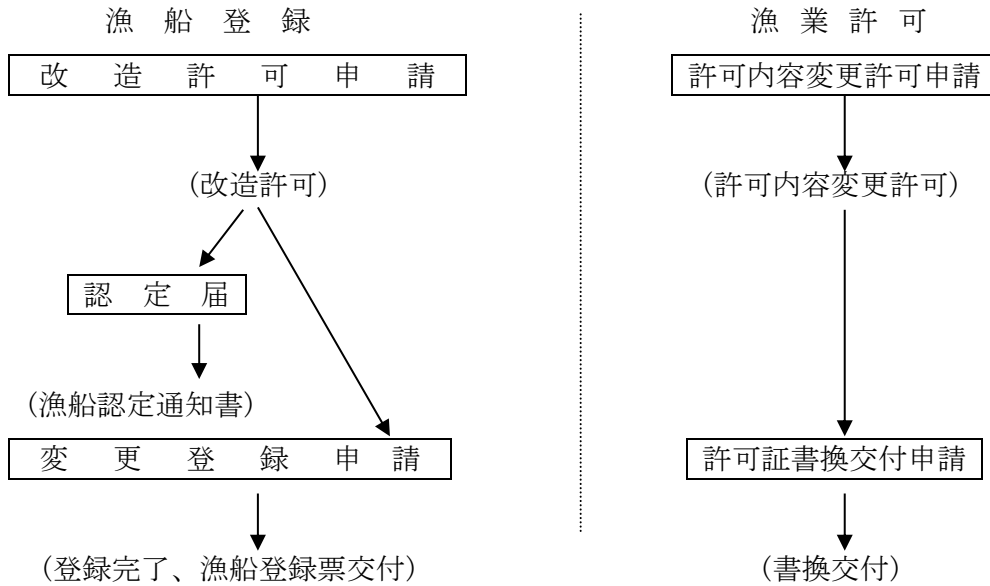 漁船登録
改造許可申請
(改造許可)
認定届
(漁船認定通知書)
変更登録申請
(登録完了、漁船登録票交付)
漁業許可
許可内容変更許可申請
(許可内容変更許可)
許可証書換交付申請
(書換交付)